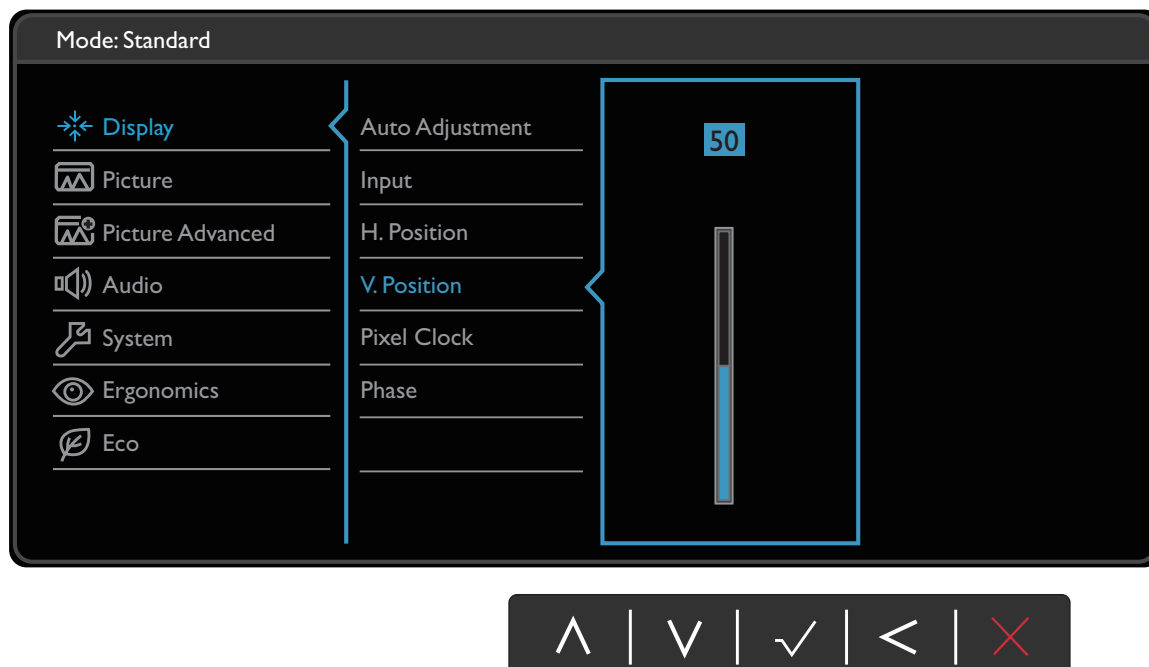 Mode: Standard
Display
Picture
Picture Advanced
Audio
System
Ergonomics
Eco
Auto Adjustment
Input
H. Position
V. Position
Pixel Clock
Phase
50